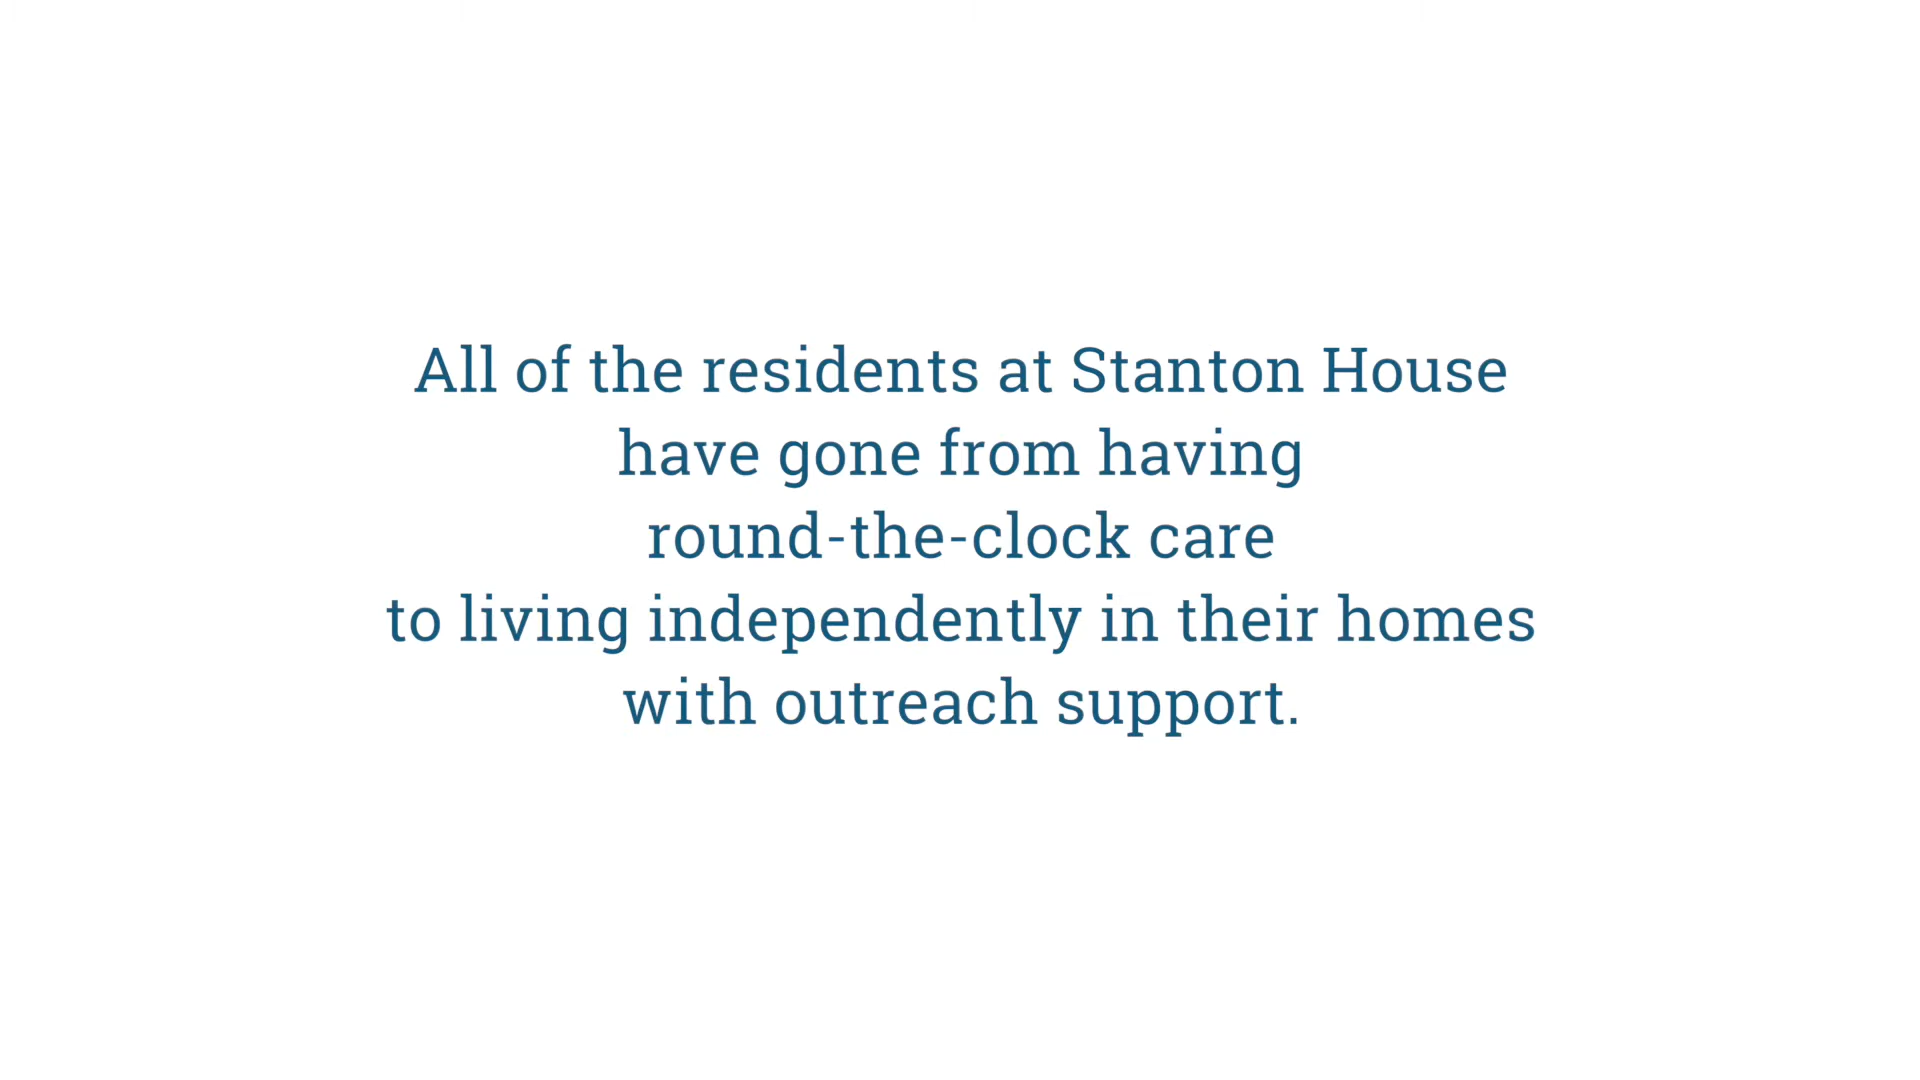 All of the residents at Stanton House
have gone from having
round-the-clock care
to living independently in their homes
with outreach support.